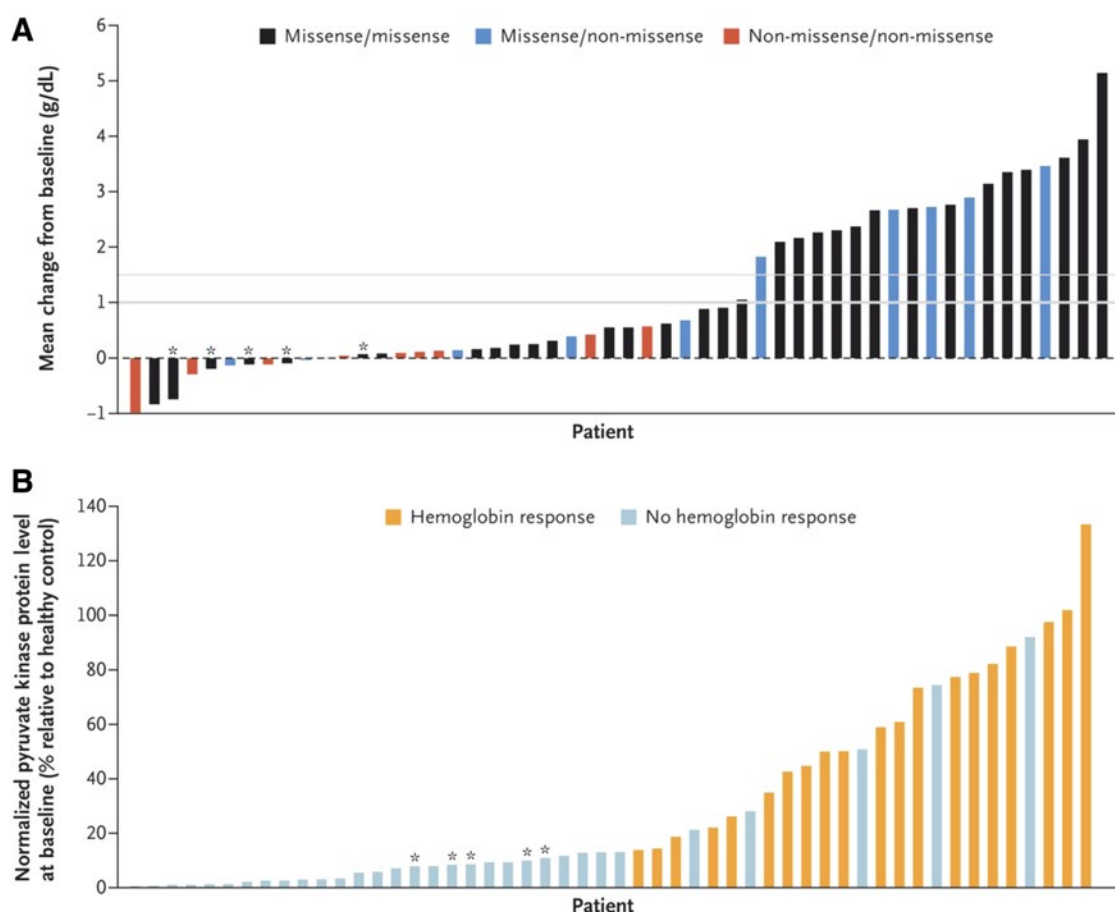 A
Mean change from baseline (g/dL)
Missense/missense Missense/non-missense Non-missense/non-missense
6
5
4
3
2
1
0
–1
* * * * *
Patient
B
Normalized pyruvate kinase protein level
at baseline (% relative to healthy control)
Hemoglobin response No hemoglobin response
140
120
100
80
60
40
20
0
* * * * *
Patient